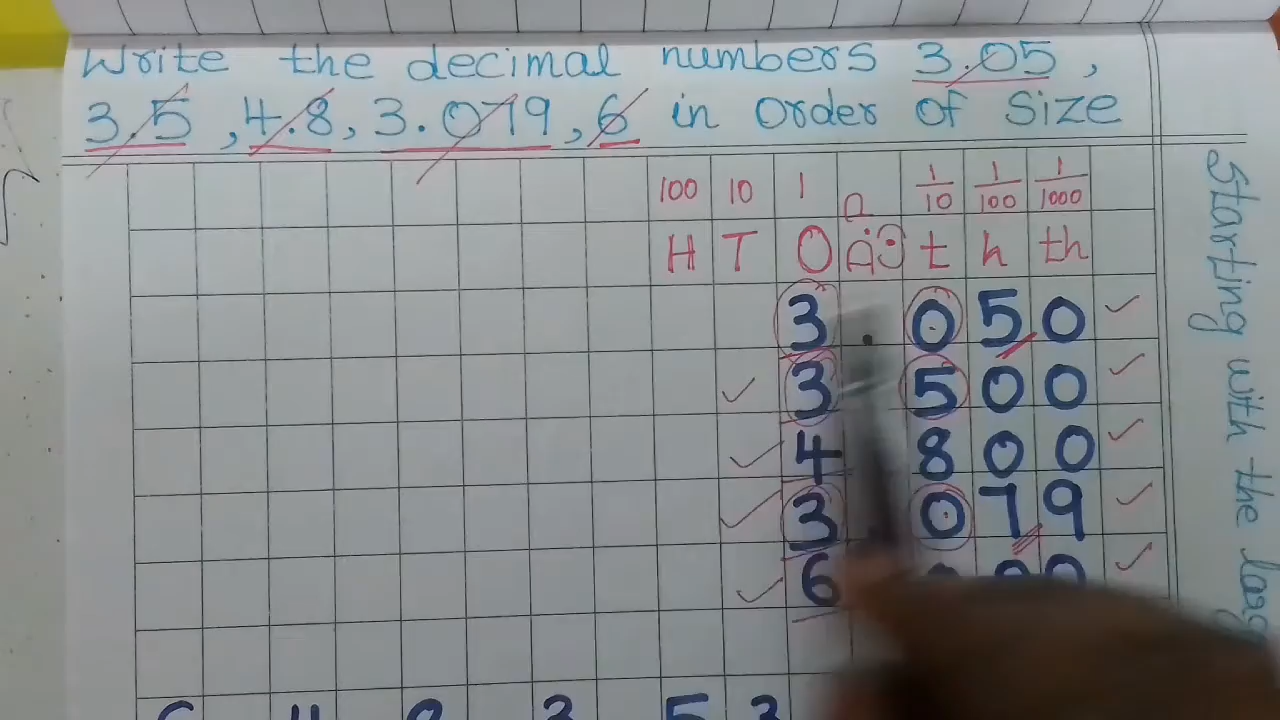 Write the decimal numbers 3.05,
3.5, 4.8, 3.079, 6 in order of Size
Starting with the
100 10 1 1/10 1/100 1/1000
H T O t h th
3 . 0 5 0
3 5 0 0
4 8 0 0
3 0 7 9
6